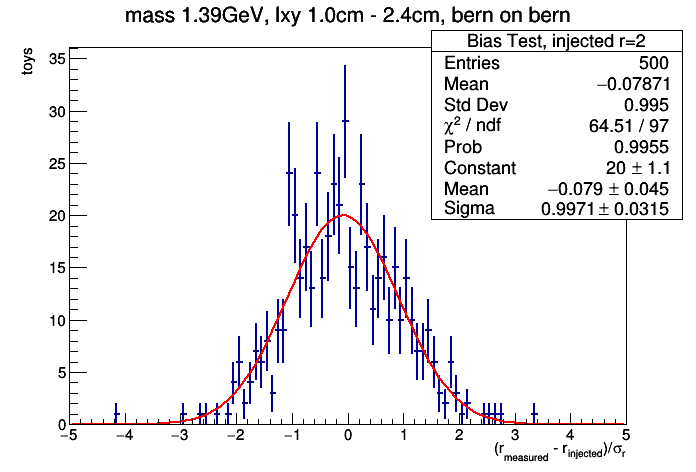 mass 1.39GeV, lxy 1.0cm - 2.4cm, bern on bern
Bias Test, injected r=2
Entries 500
Mean −0.07871
Std Dev 0.995
χ² / ndf 64.51 / 97
Prob 0.9955
Constant 20 ± 1.1
Mean −0.079 ± 0.045
Sigma 0.9971 ± 0.0315
toys
35
30
25
20
15
10
5
0
−5 −4 −3 −2 −1 0 1 2 3 4 5
(r_measured - r_injected)/σ_r